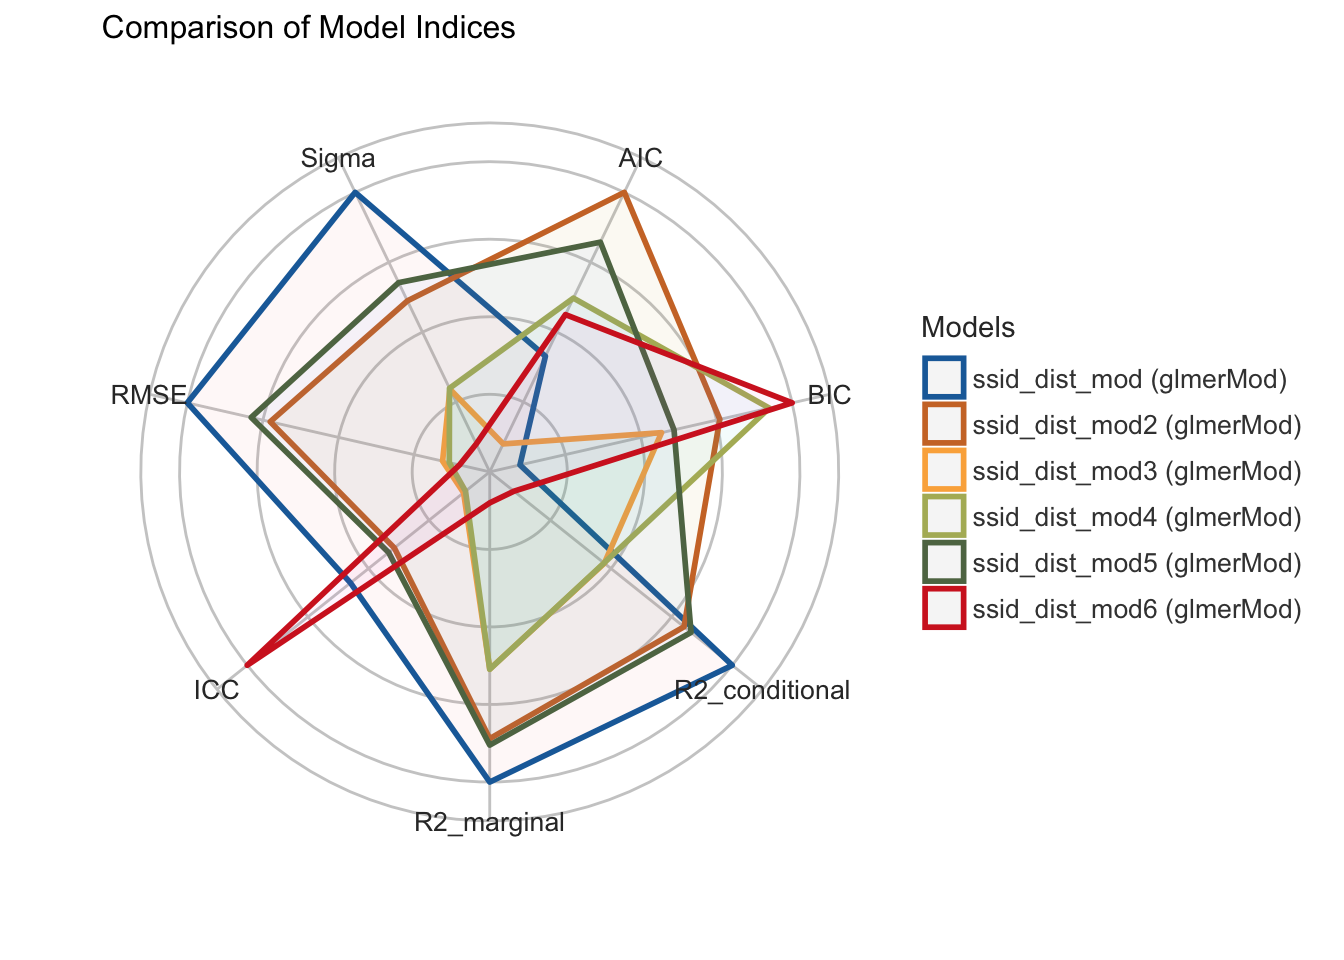 Comparison of Model Indices
Sigma
AIC
RMSE
BIC
ICC
R2_conditional
R2_marginal
Models
ssid_dist_mod (glmerMod)
ssid_dist_mod2 (glmerMod)
ssid_dist_mod3 (glmerMod)
ssid_dist_mod4 (glmerMod)
ssid_dist_mod5 (glmerMod)
ssid_dist_mod6 (glmerMod)